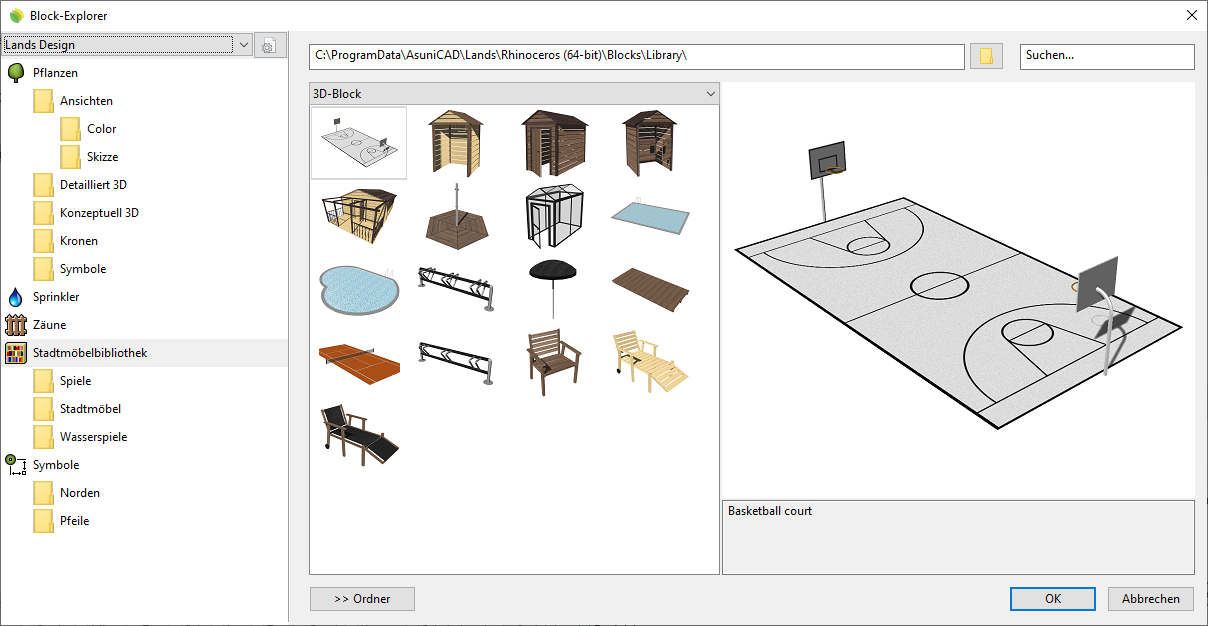 Block-Explorer
Lands Design
Pflanzen
Ansichten
Color
Skizze
Detailliert 3D
Konzeptuell 3D
Kronen
Symbole
Sprinkler
Zäune
Stadtmöbelbibliothek
Spiele
Stadtmöbel
Wasserspiele
Symbole
Norden
Pfeile
C:\ProgramData\AsuniCAD\Lands\Rhinoceros (64-bit)\Blocks\Library\
Suchen...
3D-Block
Basketball court
>> Ordner
OK
Abbrechen